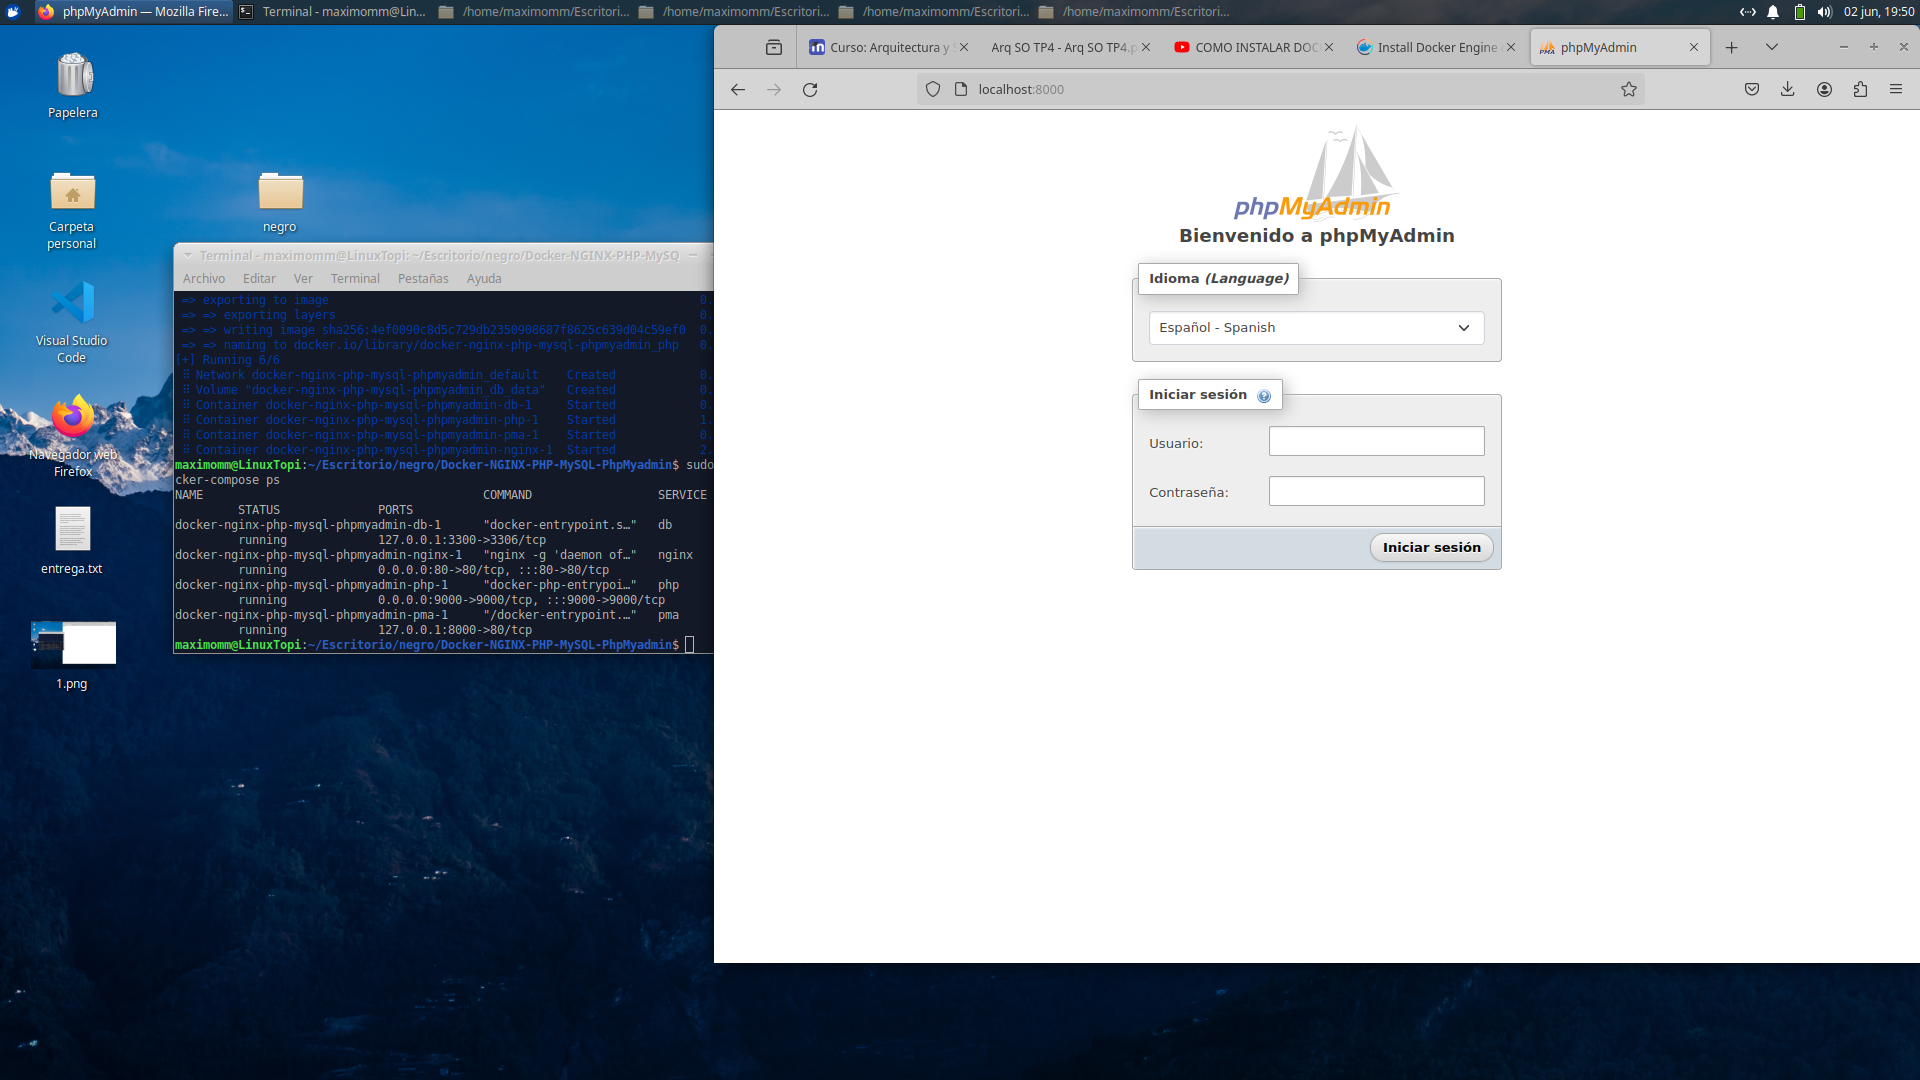 phpMyAdmin — Mozilla Fire...
Terminal - maximomm@Lin...
/home/maximomm/Escritori...
/home/maximomm/Escritori...
/home/maximomm/Escritori...
/home/maximomm/Escritori...
02 jun, 19:50
Papelera
Carpeta
personal
negro
Visual Studio
Code
Navegador web
Firefox
entrega.txt
1.png
Terminal - maximomm@LinuxTopi: ~/Escritorio/negro/Docker-NGINX-PHP-MySQ
Archivo Editar Ver Terminal Pestañas Ayuda
=> exporting to image 0.
=> => exporting layers 0.
=> => writing image sha256:4ef0090c8d5c729db2350908687f8625c639d04c59ef0 0.
=> => naming to docker.io/library/docker-nginx-php-mysql-phpmyadmin_php 0.
[+] Running 6/6
⠿ Network docker-nginx-php-mysql-phpmyadmin_default Created 0.
⠿ Volume "docker-nginx-php-mysql-phpmyadmin_db_data" Created 0.
⠿ Container docker-nginx-php-mysql-phpmyadmin-db-1 Started 0.
⠿ Container docker-nginx-php-mysql-phpmyadmin-php-1 Started 1.
⠿ Container docker-nginx-php-mysql-phpmyadmin-pma-1 Started 0.
⠿ Container docker-nginx-php-mysql-phpmyadmin-nginx-1 Started 2.
maximomm@LinuxTopi:~/Escritorio/negro/Docker-NGINX-PHP-MySQL-PhpMyadmin$ sudo
cker-compose ps
NAME COMMAND SERVICE
STATUS PORTS
docker-nginx-php-mysql-phpmyadmin-db-1 "docker-entrypoint.s…" db
running 127.0.0.1:3300->3306/tcp
docker-nginx-php-mysql-phpmyadmin-nginx-1 "nginx -g 'daemon of…" nginx
running 0.0.0.0:80->80/tcp, :::80->80/tcp
docker-nginx-php-mysql-phpmyadmin-php-1 "docker-php-entrypoi…" php
running 0.0.0.0:9000->9000/tcp, :::9000->9000/tcp
docker-nginx-php-mysql-phpmyadmin-pma-1 "/docker-entrypoint.…" pma
running 127.0.0.1:8000->80/tcp
maximomm@LinuxTopi:~/Escritorio/negro/Docker-NGINX-PHP-MySQL-PhpMyadmin$
Curso: Arquitectura y
Arq SO TP4 - Arq SO TP4.p
COMO INSTALAR DOC
Install Docker Engine
phpMyAdmin
localhost:8000
phpMyAdmin
Bienvenido a phpMyAdmin
Idioma (Language)
Español - Spanish
Iniciar sesión
Usuario:
Contraseña:
Iniciar sesión